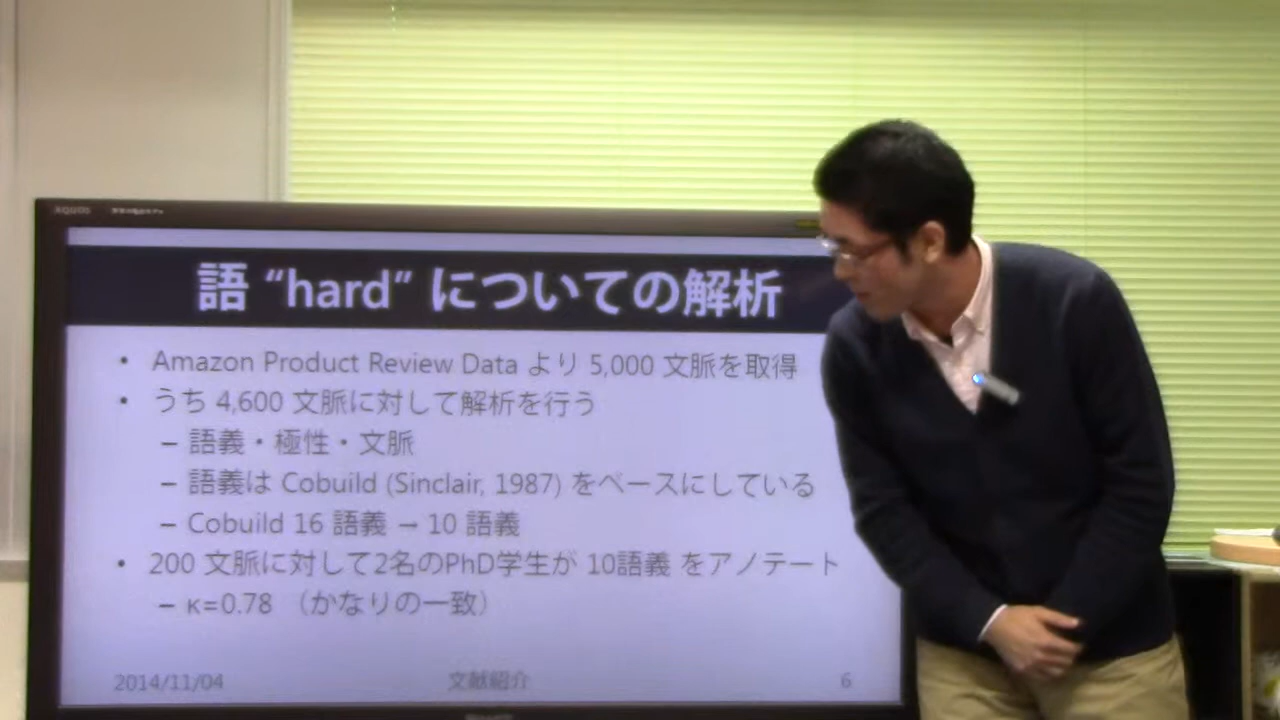 AQUOS
語 “hard” についての解析
• Amazon Product Review Data より 5,000 文脈を取得
• うち 4,600 文脈に対して解析を行う
– 語義・極性・文脈
– 語義は Cobuild (Sinclair, 1987) をベースにしている
– Cobuild 16 語義 → 10 語義
• 200 文脈に対して2名のPhD学生が 10語義 をアノテート
– κ=0.78 （かなりの一致）
2014/11/04 文献紹介 6